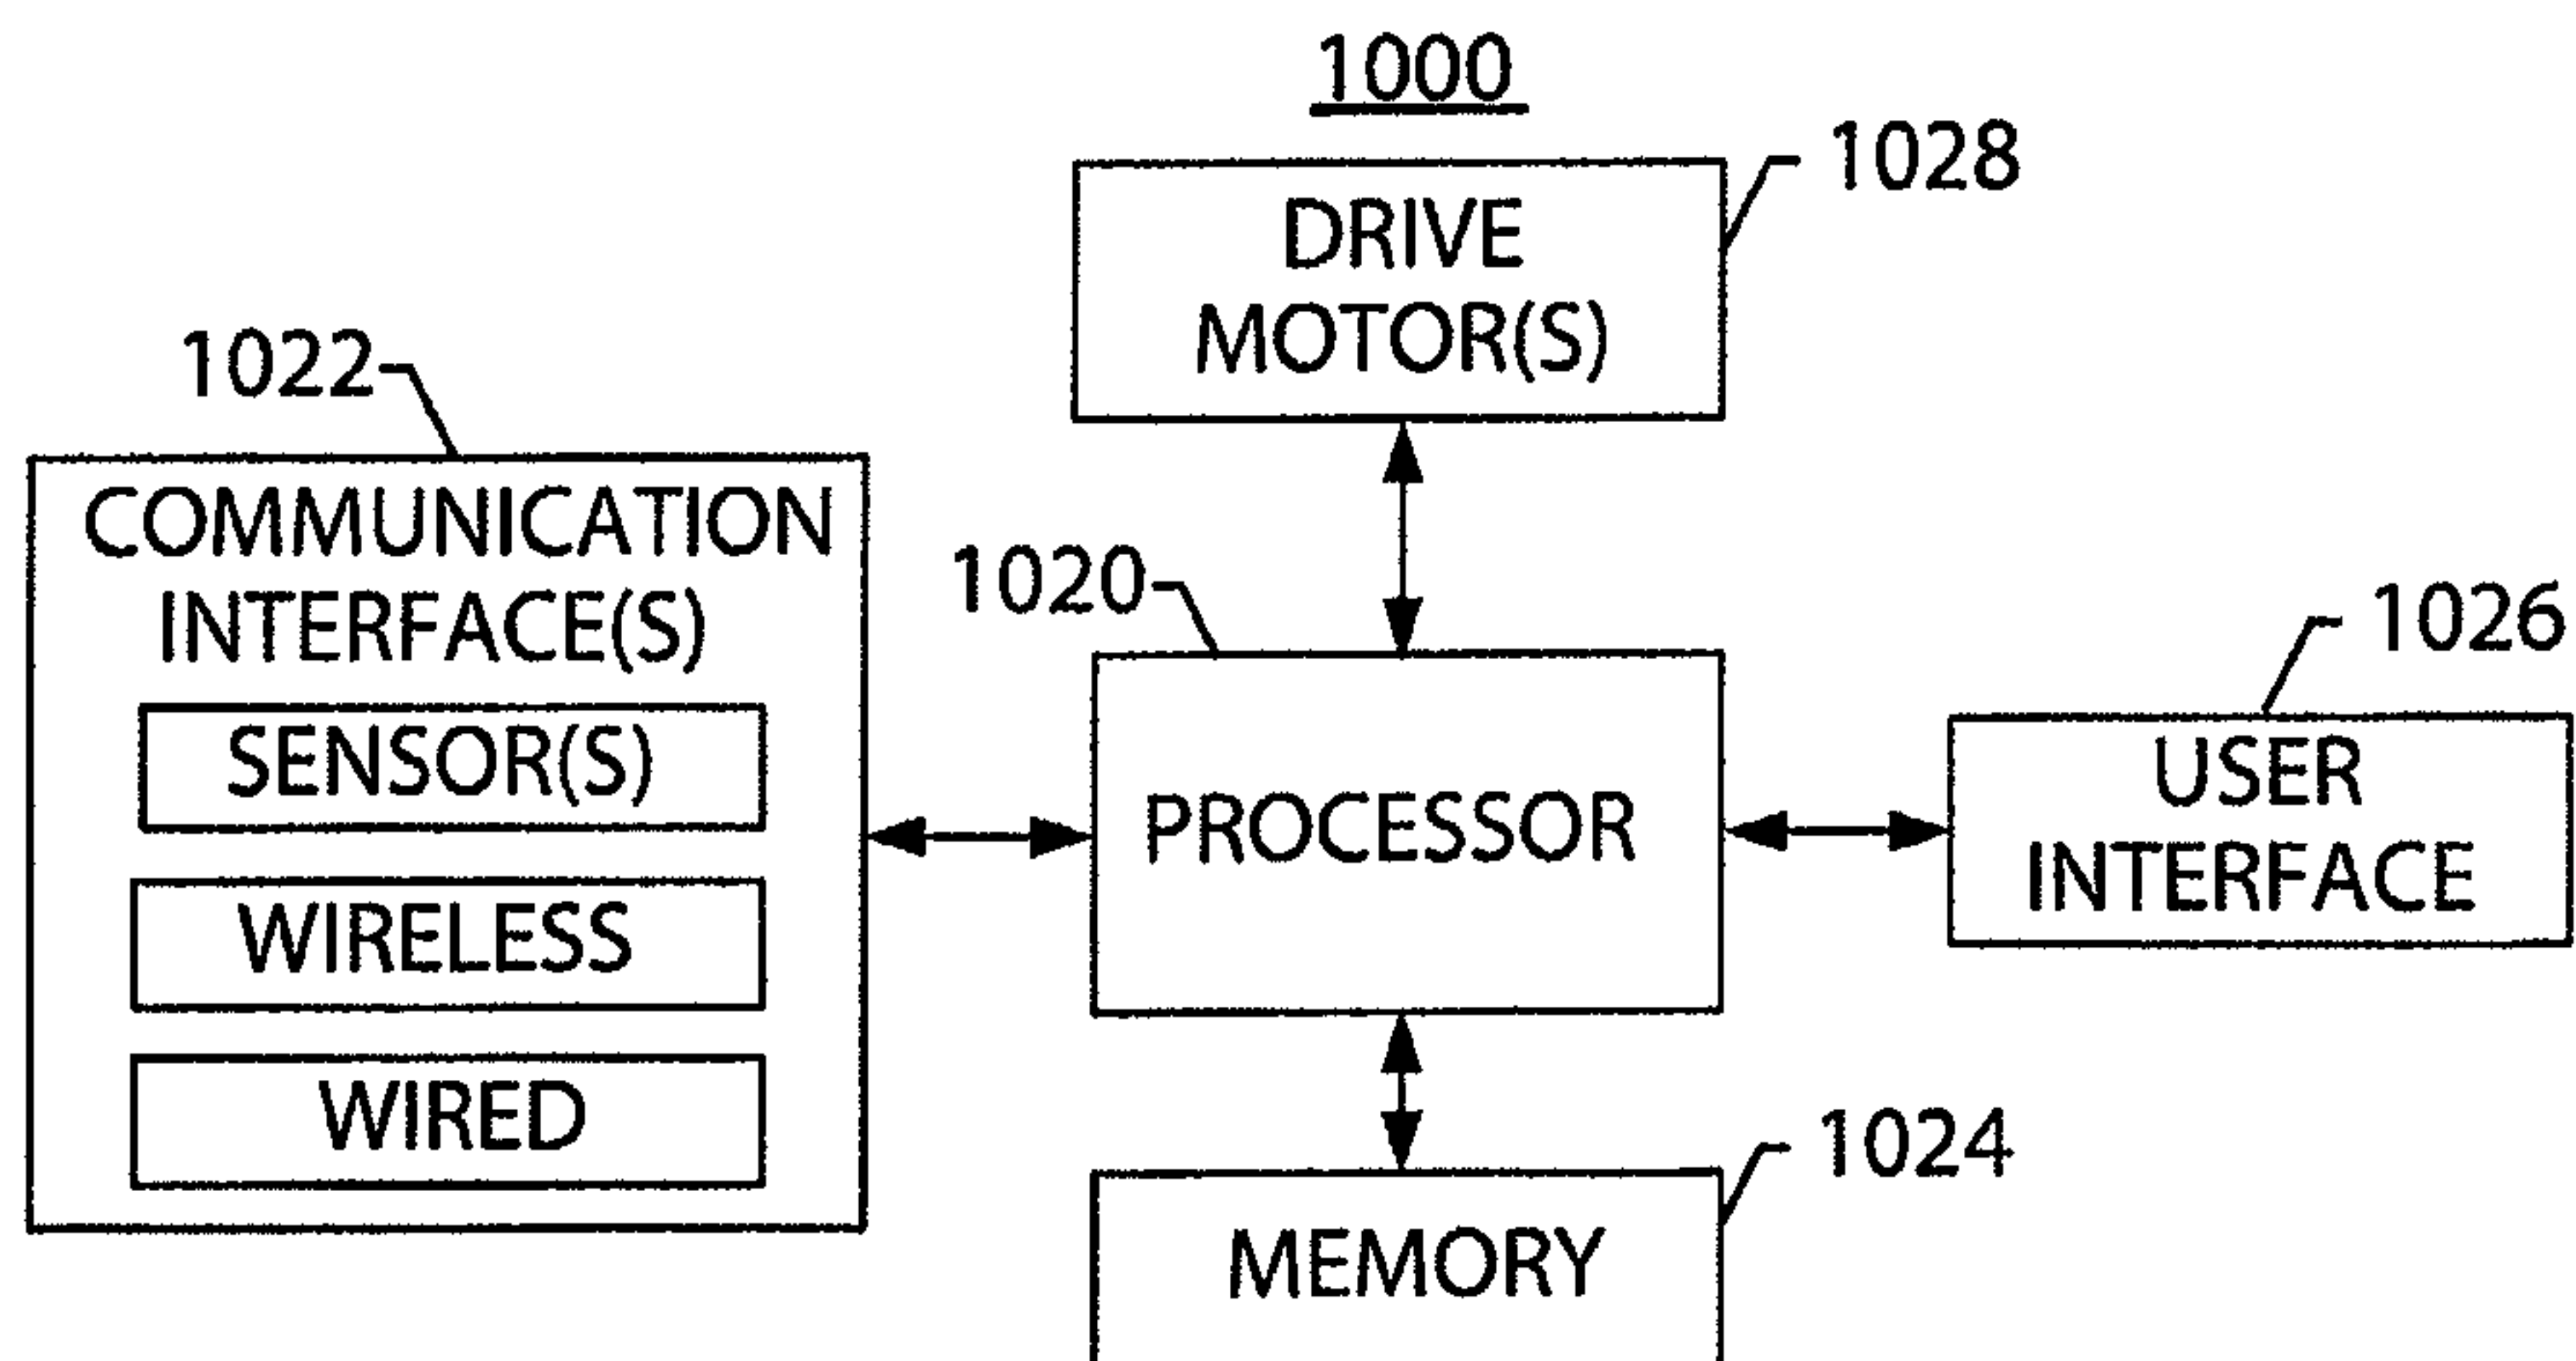 1000
DRIVE
MOTOR(S)
1028
1022
COMMUNICATION
INTERFACE(S)
SENSOR(S)
WIRELESS
WIRED
1020
PROCESSOR
1026
USER
INTERFACE
1024
MEMORY